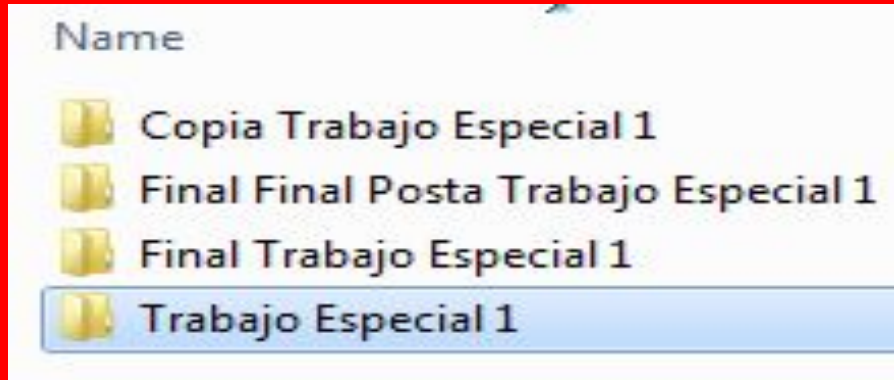 Name
Copia Trabajo Especial 1
Final Final Posta Trabajo Especial 1
Final Trabajo Especial 1
Trabajo Especial 1